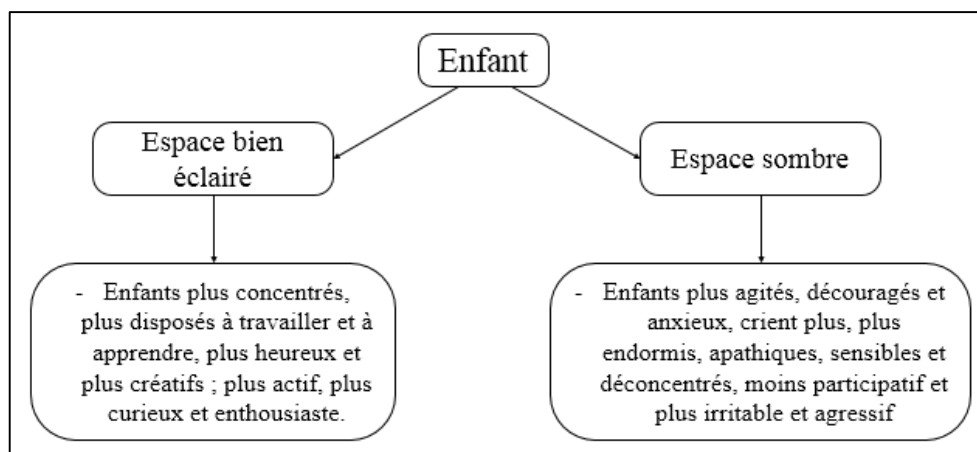 Enfant
Espace bien
éclairé
Espace sombre
- Enfants plus concentrés,
plus disposés à travailler et à
apprendre, plus heureux et
plus créatifs ; plus actif, plus
curieux et enthousiaste.
- Enfants plus agités, découragés et
anxieux, crient plus, plus
endormis, apathiques, sensibles et
déconcentrés, moins participatif et
plus irritable et agressif